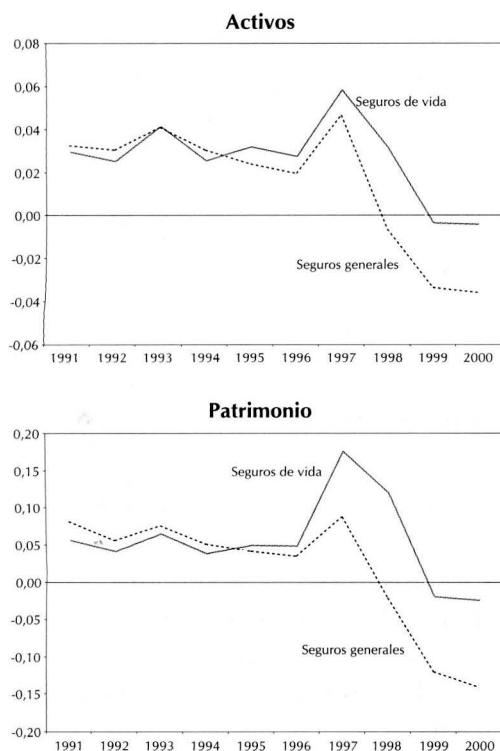 Activos
0,08
0,06
Seguros de vida
0,04
0,02
0,00
Seguros generales
-0,02
-0,04
-0,06
1991 1992 1993 1994 1995 1996 1997 1998 1999 2000
Patrimonio
0,20
0,15
Seguros de vida
0,10
0,05
0,00
-0,05
Seguros generales
-0,10
-0,15
-0,20
1991 1992 1993 1994 1995 1996 1997 1998 1999 2000